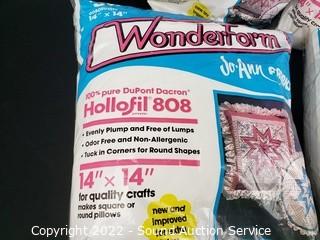 14" x 14"
Wonderform
Jo-Ann
100% pure DuPont Dacron®
Hollofil® 808
• Evenly Plump and Free of Lumps
• Odor Free and Non-Allergenic
• Tuck in Corners for Round Shapes
14" x 14"
for quality crafts
makes square or
round pillows
new and
improved
Copyright 2022 - Sound Auction Service